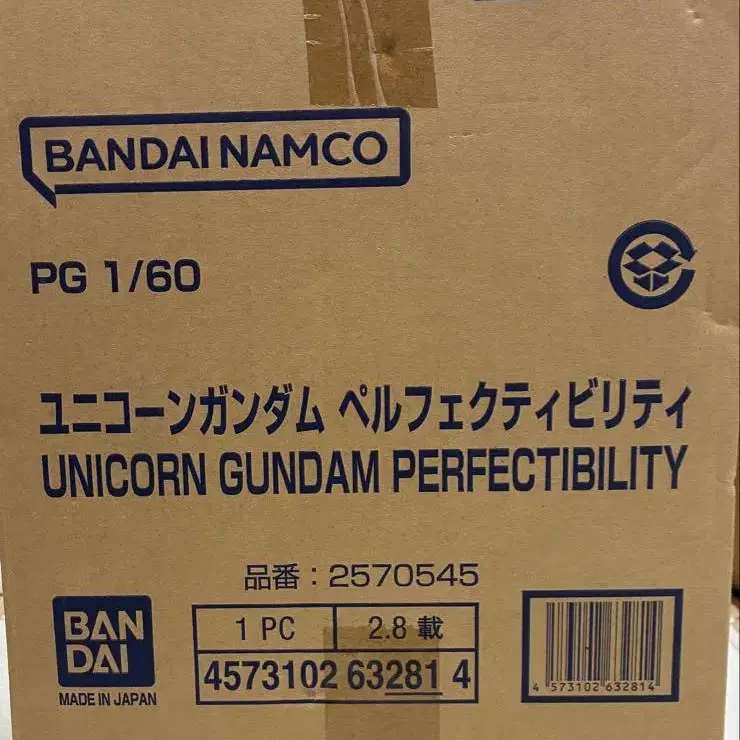 BANDAI NAMCO
PG 1/60
ユニコーンガンダム ペルフェクティビリティ
UNICORN GUNDAM PERFECTIBILITY
品番：2570545
BAN
DAI
MADE IN JAPAN
1 PC 2.8 載
4573102 63281 4
4 573102 632814